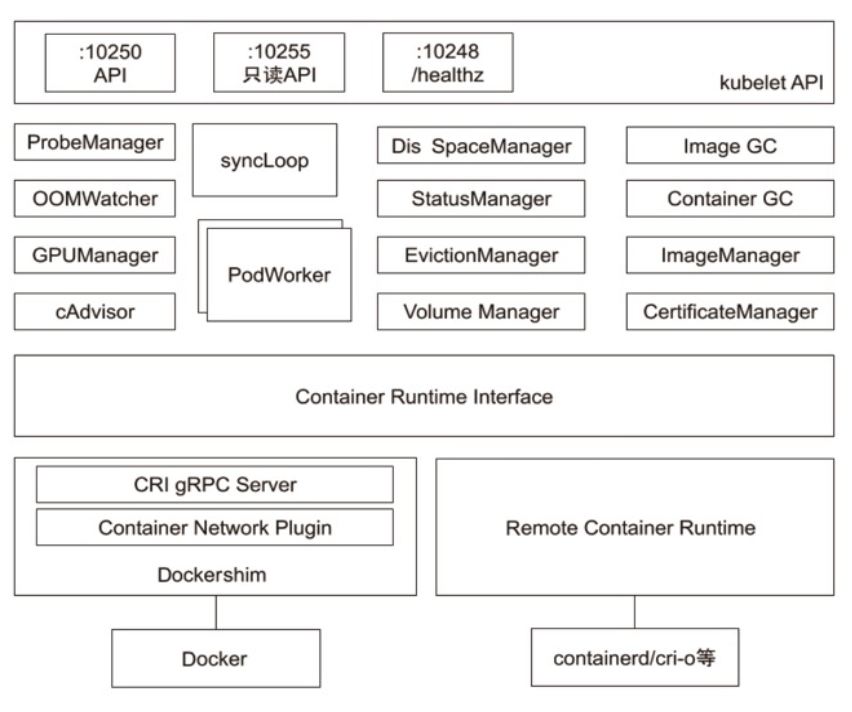 :10250
API
:10255
只读API
:10248
/healthz
kubelet API
ProbeManager
syncLoop
Dis SpaceManager
Image GC
OOMWatcher
StatusManager
Container GC
GPUManager
PodWorker
EvictionManager
ImageManager
cAdvisor
Volume Manager
CertificateManager
Container Runtime Interface
CRI gRPC Server
Container Network Plugin
Dockershim
Remote Container Runtime
Docker
containerd/cri-o等